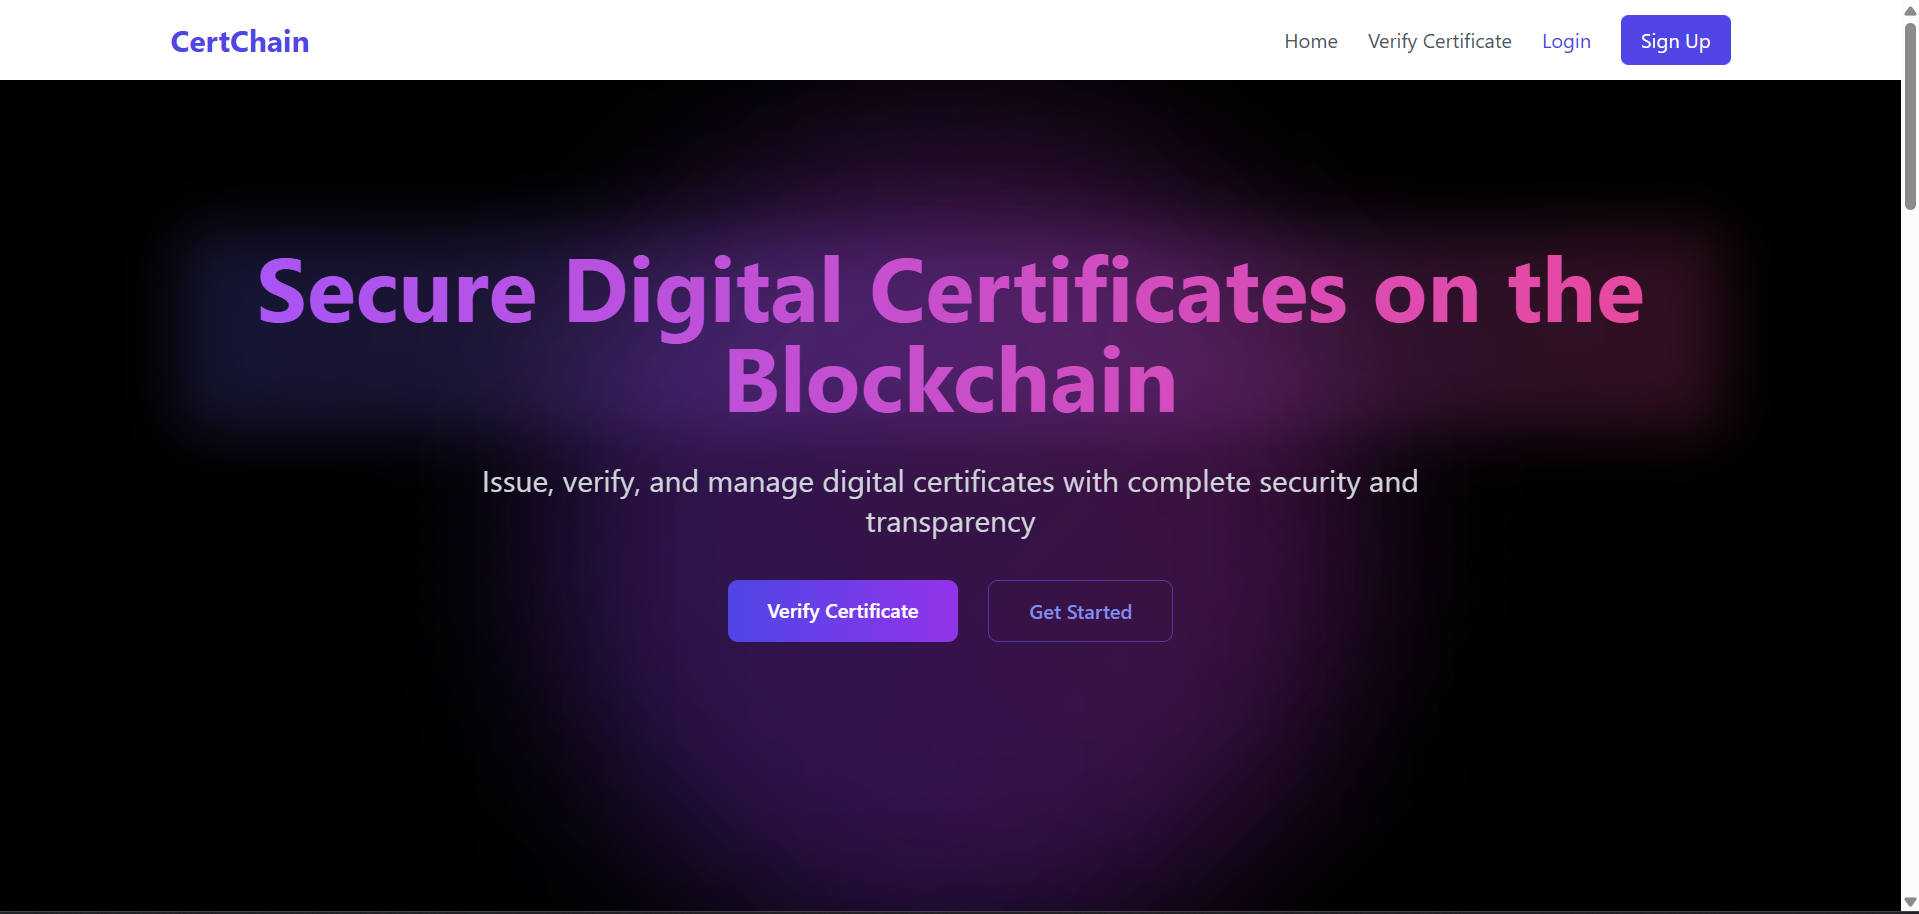 CertChain
Home
Verify Certificate
Login
Sign Up
Secure Digital Certificates on the
Blockchain
Issue, verify, and manage digital certificates with complete security and
transparency
Verify Certificate
Get Started